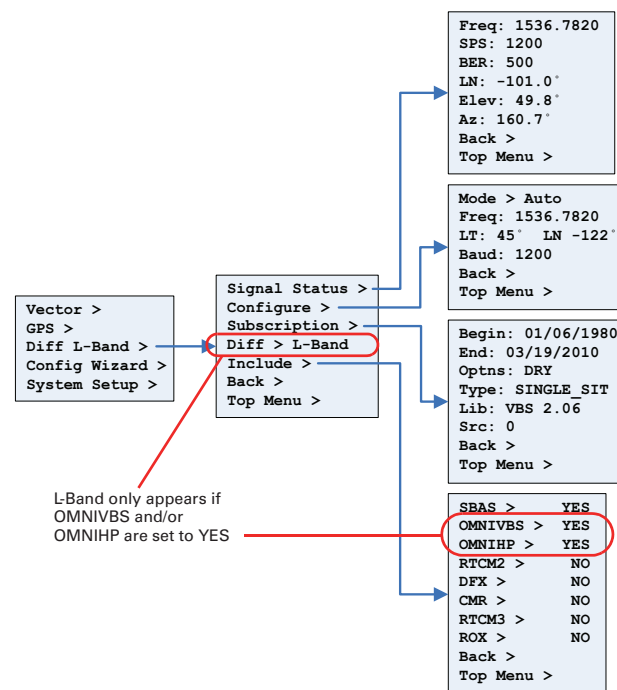 Vector >
GPS >
Diff L-Band >
Config Wizard >
System Setup >
Signal Status >
Configure >
Subscription >
Diff > L-Band
Include >
Back >
Top Menu >
Freq: 1536.7820
SPS: 1200
BER: 500
LN: -101.0°
Elev: 49.8°
Az: 160.7°
Back >
Top Menu >
Mode > Auto
Freq: 1536.7820
LT: 45° LN -122°
Baud: 1200
Back >
Top Menu >
Begin: 01/06/1980
End: 03/19/2010
Optns: DRY
Type: SINGLE_SIT
Lib: VBS 2.06
Src: 0
Back >
Top Menu >
SBAS > YES
OMNIVBS > YES
OMNIHP > YES
RTCM2 > NO
DFX > NO
CMR > NO
RTCM3 > NO
ROX > NO
Back >
Top Menu >
L-Band only appears if
OMNIVBS and/or
OMNIHP are set to YES